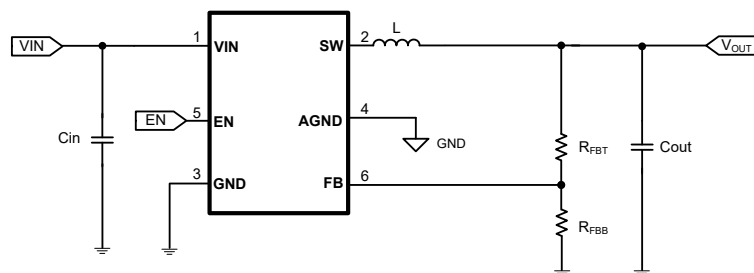 VIN
1
VIN
SW
2
L
VOUT
EN
5
EN
AGND
4
GND
Cin
RFBT
Cout
3
GND
FB
6
RFBB